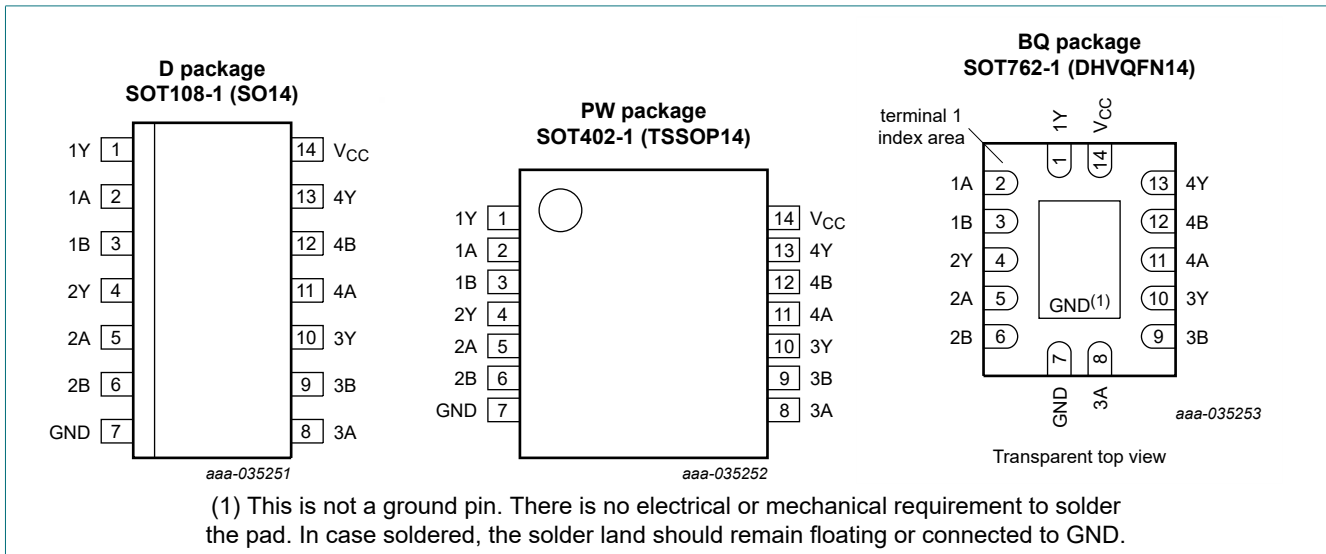 D package
SOT108-1 (SO14)
1Y 1
1A 2
1B 3
2Y 4
2A 5
2B 6
GND 7
14 VCC
13 4Y
12 4B
11 4A
10 3Y
9 3B
8 3A
aaa-035251
PW package
SOT402-1 (TSSOP14)
1Y 1
1A 2
1B 3
2Y 4
2A 5
2B 6
GND 7
14 VCC
13 4Y
12 4B
11 4A
10 3Y
9 3B
8 3A
aaa-035252
BQ package
SOT762-1 (DHVQFN14)
terminal 1
index area
1Y
VCC
1
14
1A 2
1B 3
2Y 4
2A 5
2B 6
13 4Y
12 4B
11 4A
10 3Y
9 3B
GND(1)
7
8
GND
3A
aaa-035253
Transparent top view
(1) This is not a ground pin. There is no electrical or mechanical requirement to solder
the pad. In case soldered, the solder land should remain floating or connected to GND.